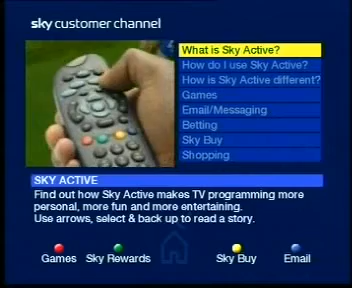 sky customer channel
What is Sky Active?
How do I use Sky Active?
How is Sky Active different?
Games
Email/Messaging
Betting
Sky Buy
Shopping
SKY ACTIVE
Find out how Sky Active makes TV programming more
personal, more fun and more entertaining.
Use arrows, select & back up to read a story.
Games Sky Rewards Sky Buy Email